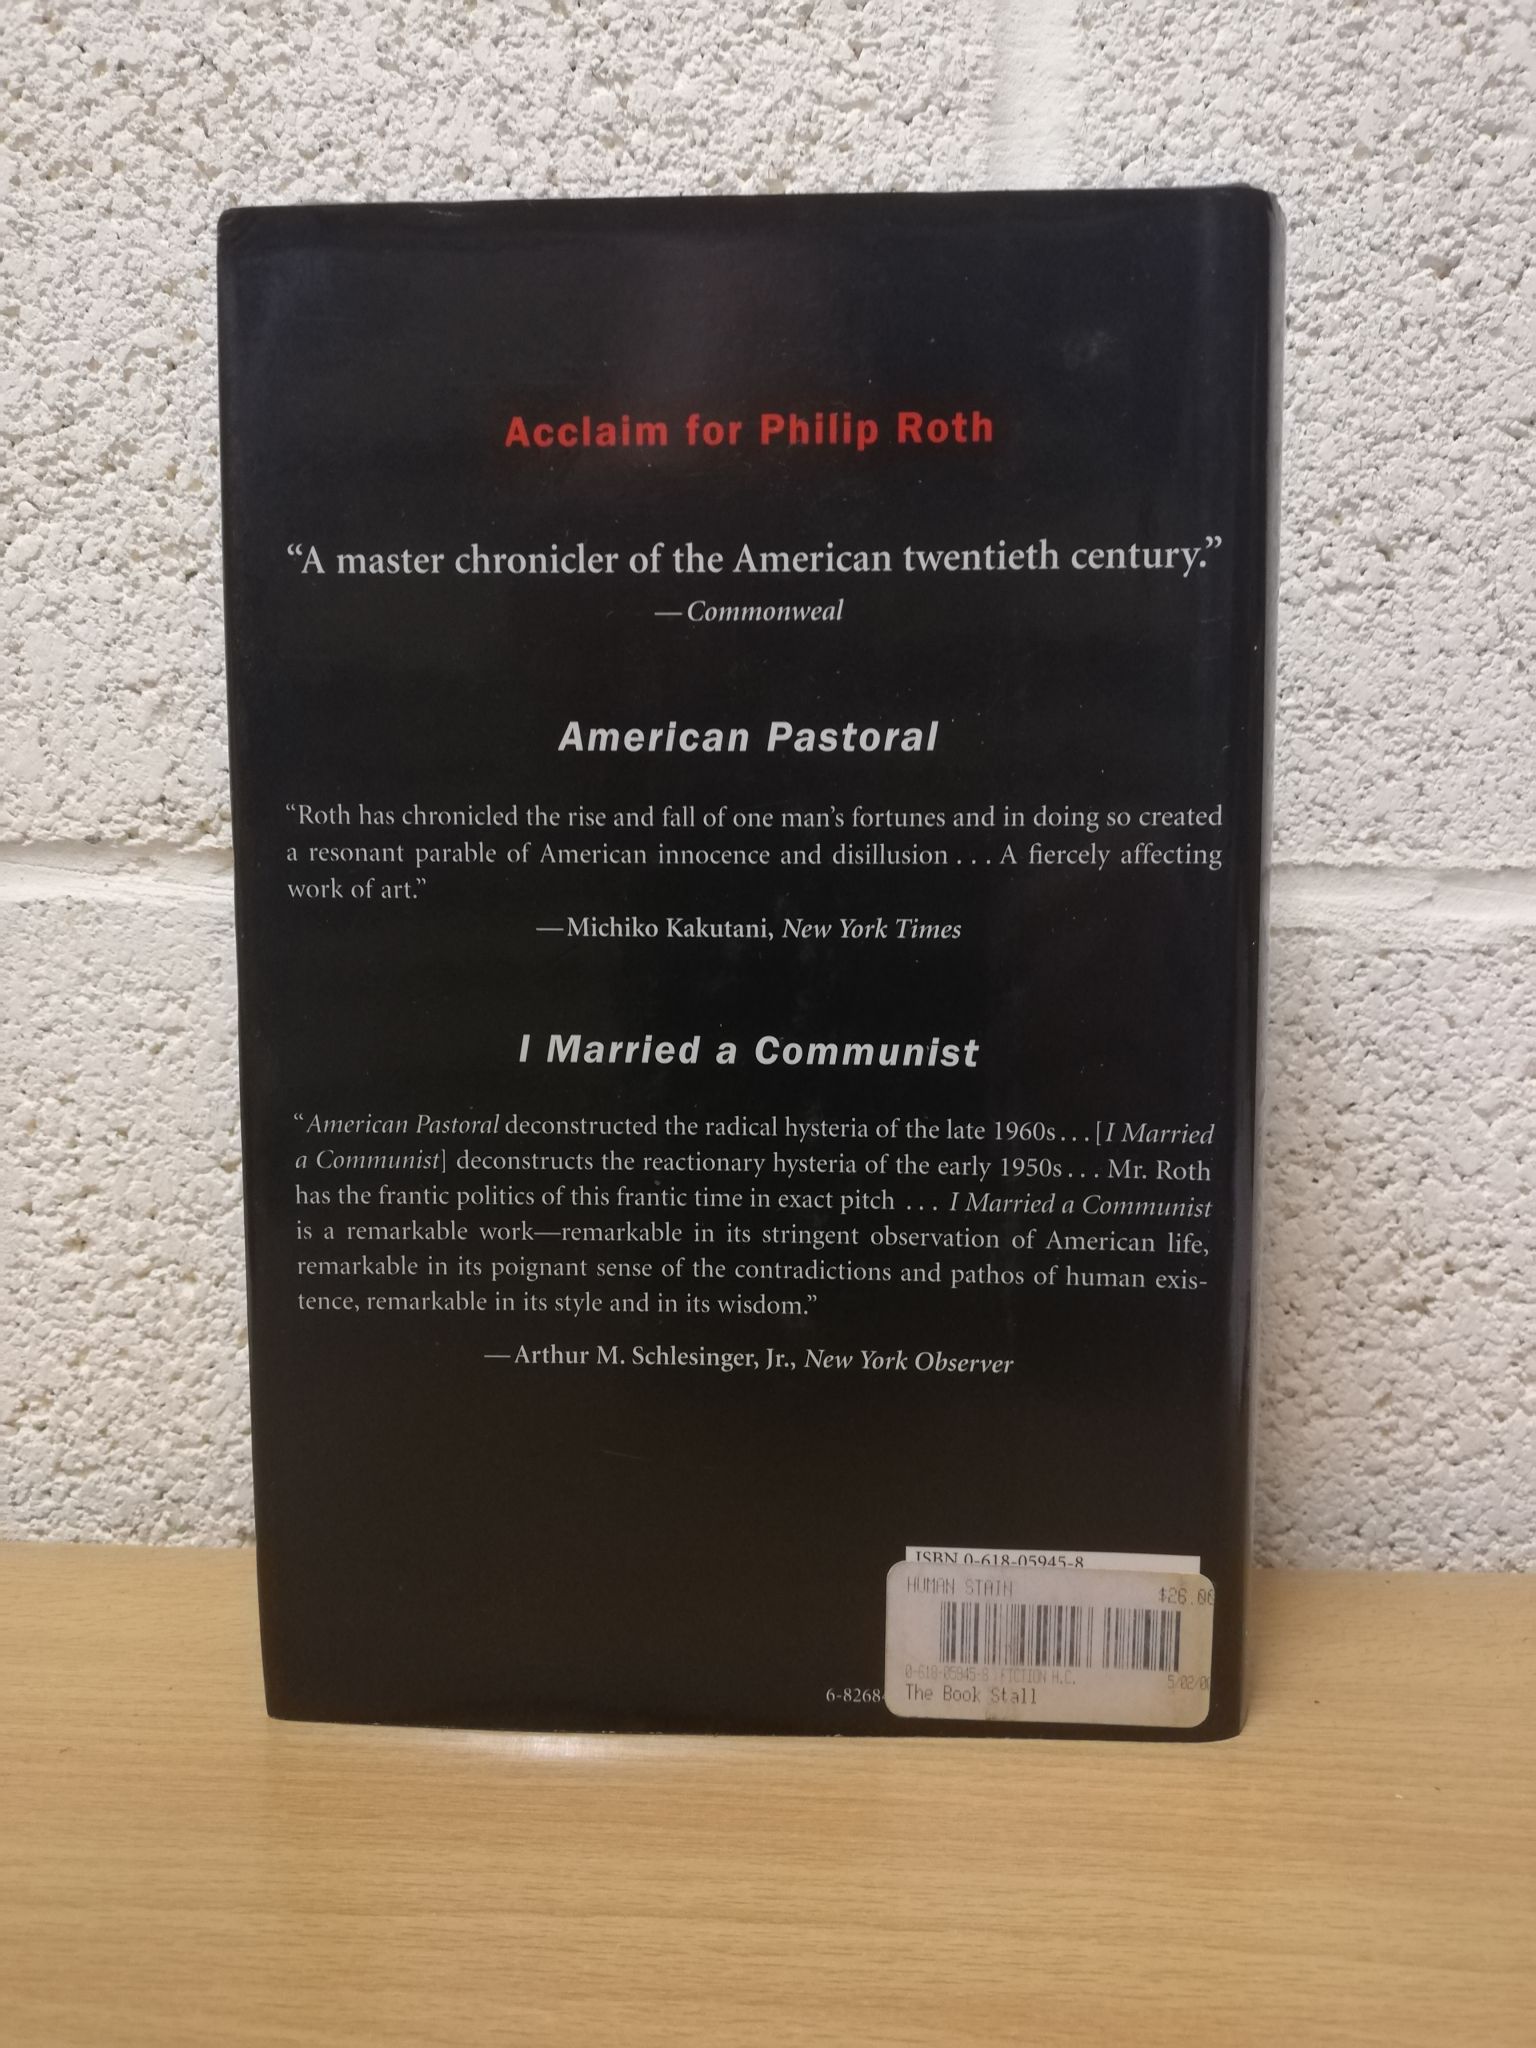 Acclaim for Philip Roth
“A master chronicler of the American twentieth century.”
—Commonweal
American Pastoral
“Roth has chronicled the rise and fall of one man’s fortunes and in doing so created
a resonant parable of American innocence and disillusion . . . A fiercely affecting
work of art.”
—Michiko Kakutani, New York Times
I Married a Communist
“American Pastoral deconstructed the radical hysteria of the late 1960s . . . [I Married
a Communist] deconstructs the reactionary hysteria of the early 1950s . . . Mr. Roth
has the frantic politics of this frantic time in exact pitch . . . I Married a Communist
is a remarkable work—remarkable in its stringent observation of American life,
remarkable in its poignant sense of the contradictions and pathos of human exis-
tence, remarkable in its style and in its wisdom.”
—Arthur M. Schlesinger, Jr., New York Observer
ISBN 0-618-05945-8
HUMAN STAIN $26.00
0-618-05945-8 FICTION H.C. 5/02/00
6-8268
The Book Stall